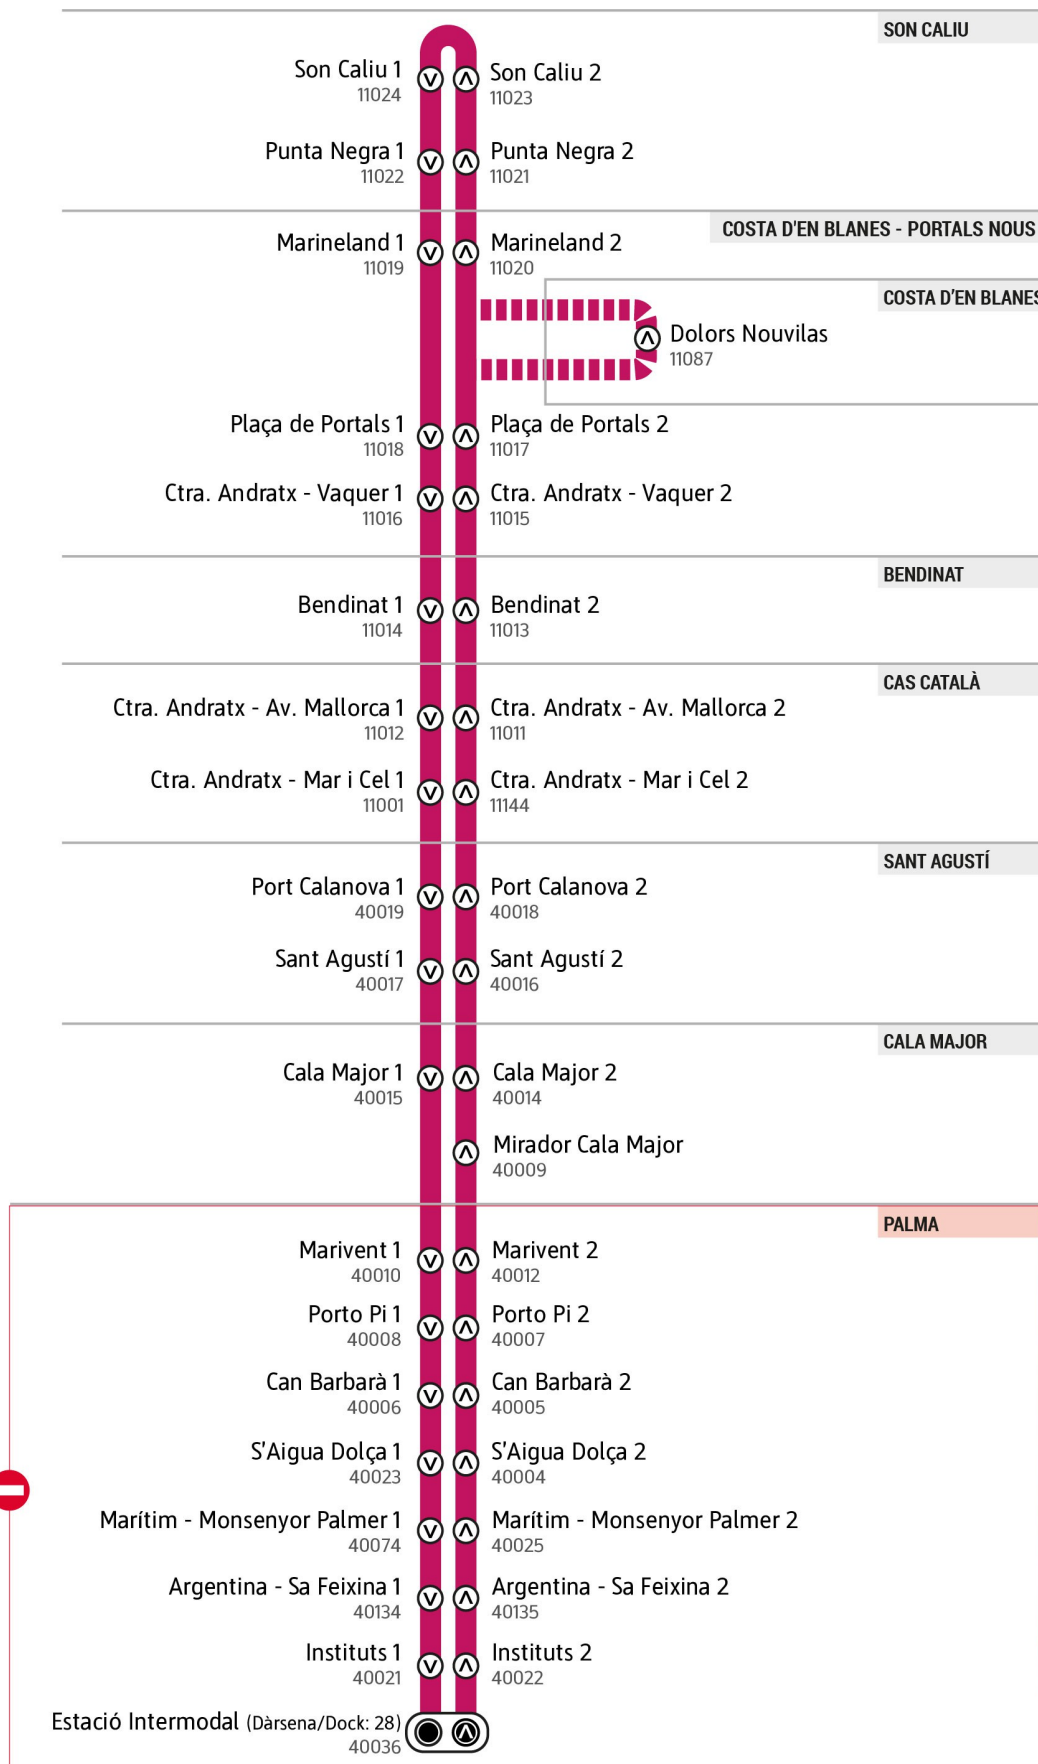 SON CALIU
Son Caliu 1
11024
Son Caliu 2
11023
Punta Negra 1
11022
Punta Negra 2
11021
COSTA D'EN BLANES - PORTALS NOUS
Marineland 1
11019
Marineland 2
11020
COSTA D'EN BLANES
Dolors Nouvilas
11087
Plaça de Portals 1
11018
Plaça de Portals 2
11017
Ctra. Andratx - Vaquer 1
11016
Ctra. Andratx - Vaquer 2
11015
BENDINAT
Bendinat 1
11014
Bendinat 2
11013
CAS CATALÀ
Ctra. Andratx - Av. Mallorca 1
11012
Ctra. Andratx - Av. Mallorca 2
11011
Ctra. Andratx - Mar i Cel 1
11001
Ctra. Andratx - Mar i Cel 2
11144
SANT AGUSTÍ
Port Calanova 1
40019
Port Calanova 2
40018
Sant Agustí 1
40017
Sant Agustí 2
40016
CALA MAJOR
Cala Major 1
40015
Cala Major 2
40014
Mirador Cala Major
40009
PALMA
Marivent 1
40010
Marivent 2
40012
Porto Pi 1
40008
Porto Pi 2
40007
Can Barbarà 1
40006
Can Barbarà 2
40005
S'Aigua Dolça 1
40023
S'Aigua Dolça 2
40004
Marítim - Monsenyor Palmer 1
40074
Marítim - Monsenyor Palmer 2
40025
Argentina - Sa Feixina 1
40134
Argentina - Sa Feixina 2
40135
Instituts 1
40021
Instituts 2
40022
Estació Intermodal (Dàrsena/Dock: 28)
40036